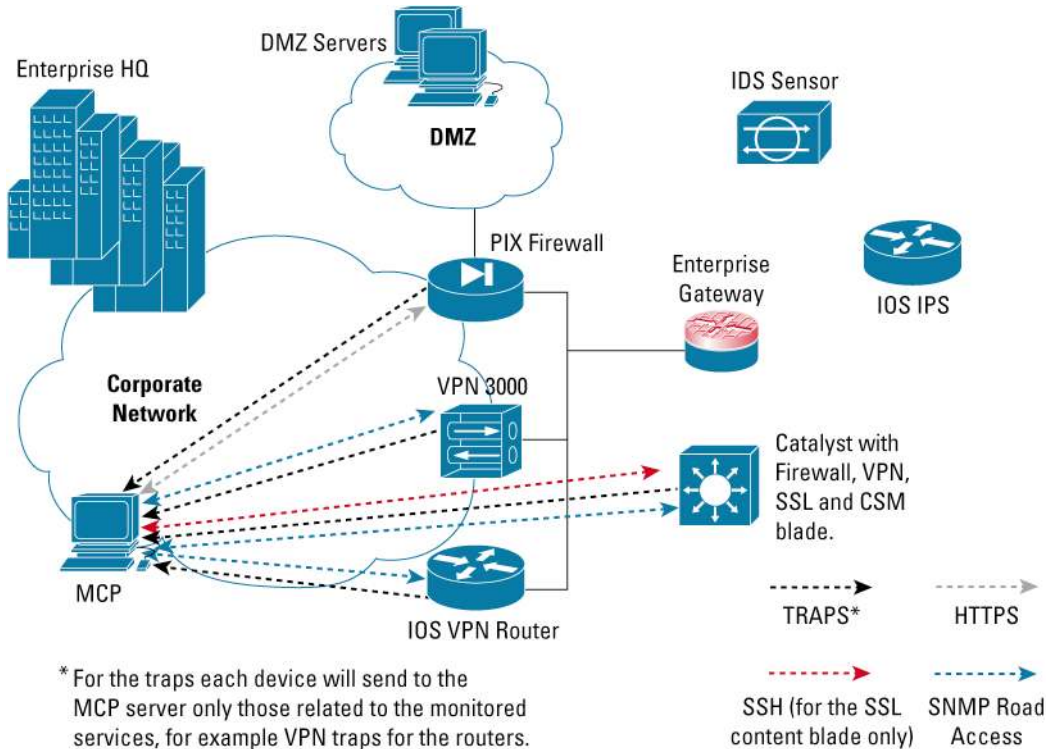 DMZ Servers
Enterprise HQ
IDS Sensor
DMZ
PIX Firewall
Enterprise
Gateway
IOS IPS
Corporate
Network
VPN 3000
Catalyst with
Firewall, VPN,
SSL and CSM
blade.
MCP
IOS VPN Router
TRAPS*
HTTPS
SSH (for the SSL
content blade only)
SNMP Road
Access
* For the traps each device will send to the
MCP server only those related to the monitored
services, for example VPN traps for the routers.